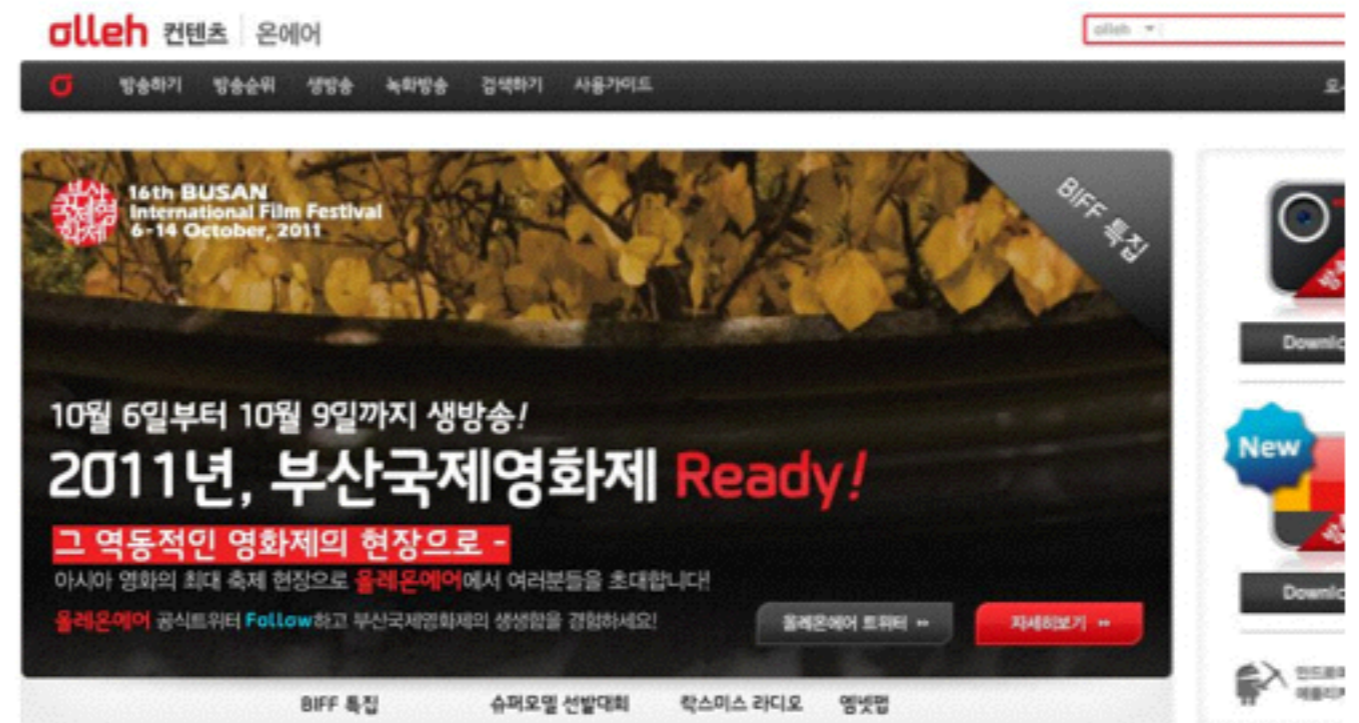 olleh 컨텐츠 온에어
olleh
방송하기 방송순위 생방송 녹화방송 검색하기 사용가이드
부산국제영화제
16th BUSAN
International Film Festival
6-14 October, 2011
BIFF 특집
10월 6일부터 10월 9일까지 생방송!
2011년, 부산국제영화제 Ready!
그 역동적인 영화제의 현장으로 -
아시아 영화의 최대 축제 현장으로 올레온에어에서 여러분들을 초대합니다!
올레온에어 공식트위터 Follow하고 부산국제영화제의 생생함을 경험하세요!
올레온에어 트위터
자세히보기
BIFF 특집 슈퍼모델 선발대회 칵스미스 라디오 엠넷펍
New